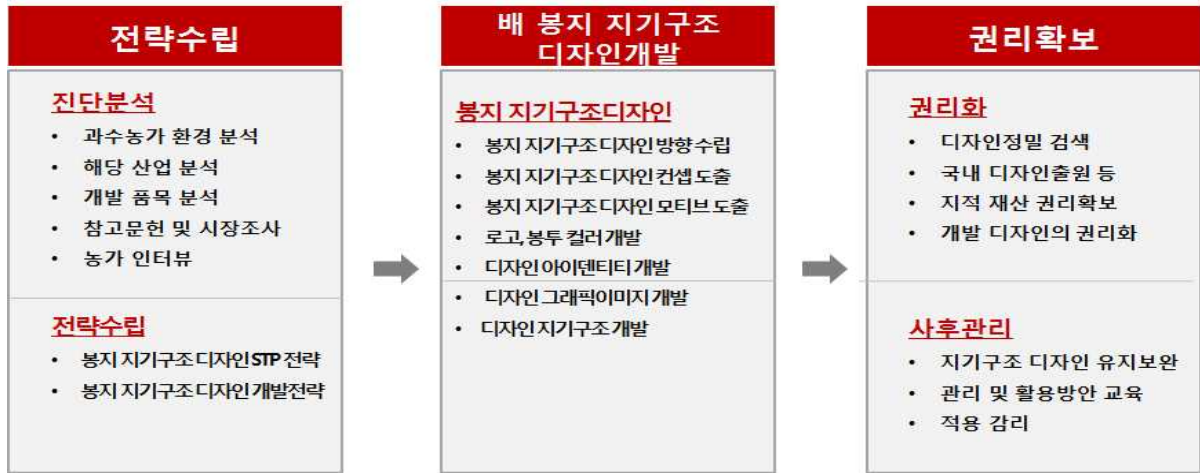 전략수립
진단분석
• 과수농가 환경 분석
• 해당 산업 분석
• 개발 품목 분석
• 참고문헌 및 시장조사
• 농가 인터뷰
전략수립
• 봉지 지기구조 디자인 STP 전략
• 봉지 지기구조 디자인 개발전략
배 봉지 지기구조
디자인개발
봉지 지기구조디자인
• 봉지 지기구조 디자인 방향 수립
• 봉지 지기구조 디자인 컨셉 도출
• 봉지 지기구조 디자인 모티브 도출
• 로고, 봉투 컬러 개발
• 디자인 아이덴티티 개발
• 디자인 그래픽이미지 개발
• 디자인 지기구조 개발
권리확보
권리화
• 디자인정밀 검색
• 국내 디자인출원 등
• 지적 재산 권리확보
• 개발 디자인의 권리화
사후관리
• 지기구조 디자인 유지보완
• 관리 및 활용방안 교육
• 적용 감리